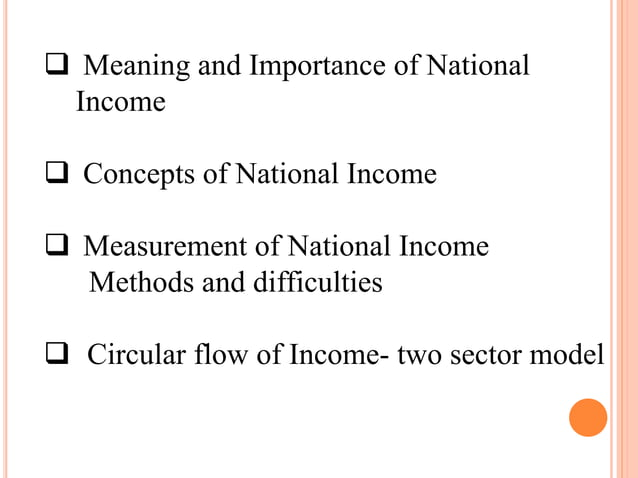 ❑ Meaning and Importance of National
Income
❑ Concepts of National Income
❑ Measurement of National Income
Methods and difficulties
❑ Circular flow of Income- two sector model